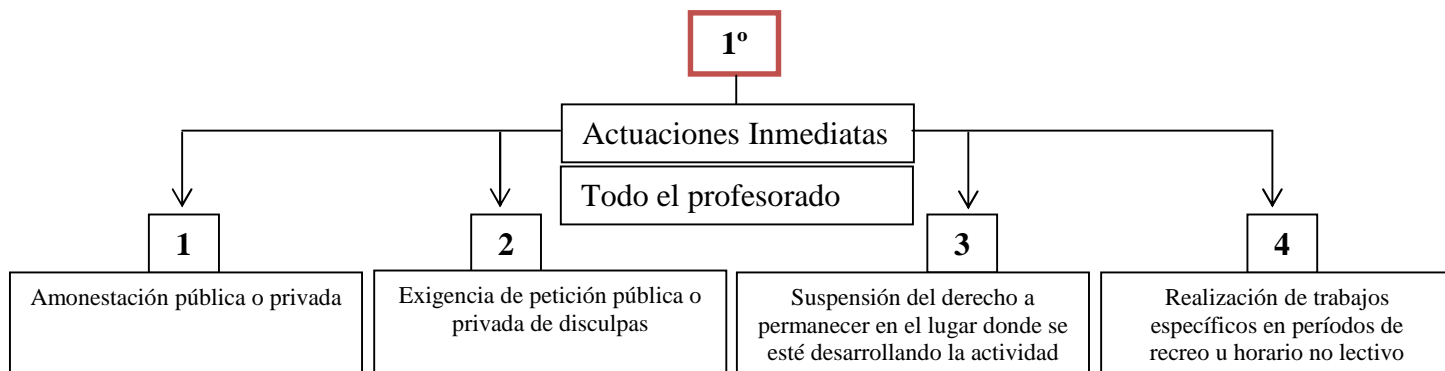 1º
Actuaciones Inmediatas
Todo el profesorado
1
Amonestación pública o privada
2
Exigencia de petición pública o
privada de disculpas
3
Suspensión del derecho a
permanecer en el lugar donde se
esté desarrollando la actividad
4
Realización de trabajos
específicos en períodos de
recreo u horario no lectivo